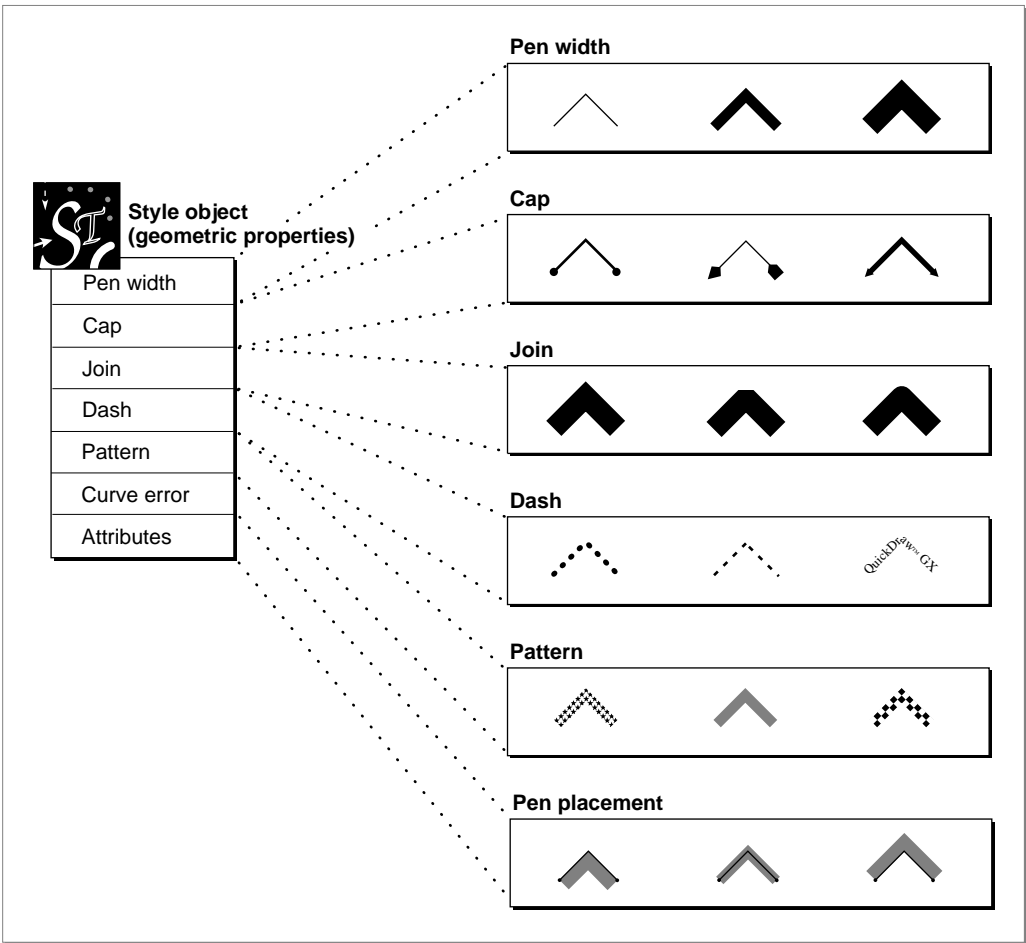 Pen width
Cap
Join
Dash
QuickDraw™ GX
Pattern
Pen placement
ST
Style object
(geometric properties)
Pen width
Cap
Join
Dash
Pattern
Curve error
Attributes